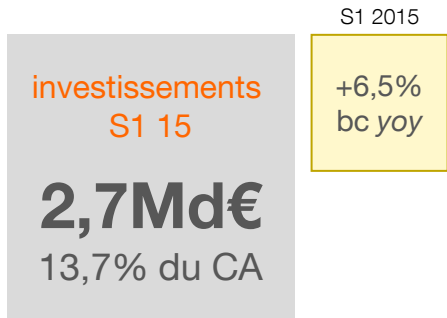 S1 2015
investissements
S1 15
2,7Md€
13,7% du CA
+6,5%
bc yoy